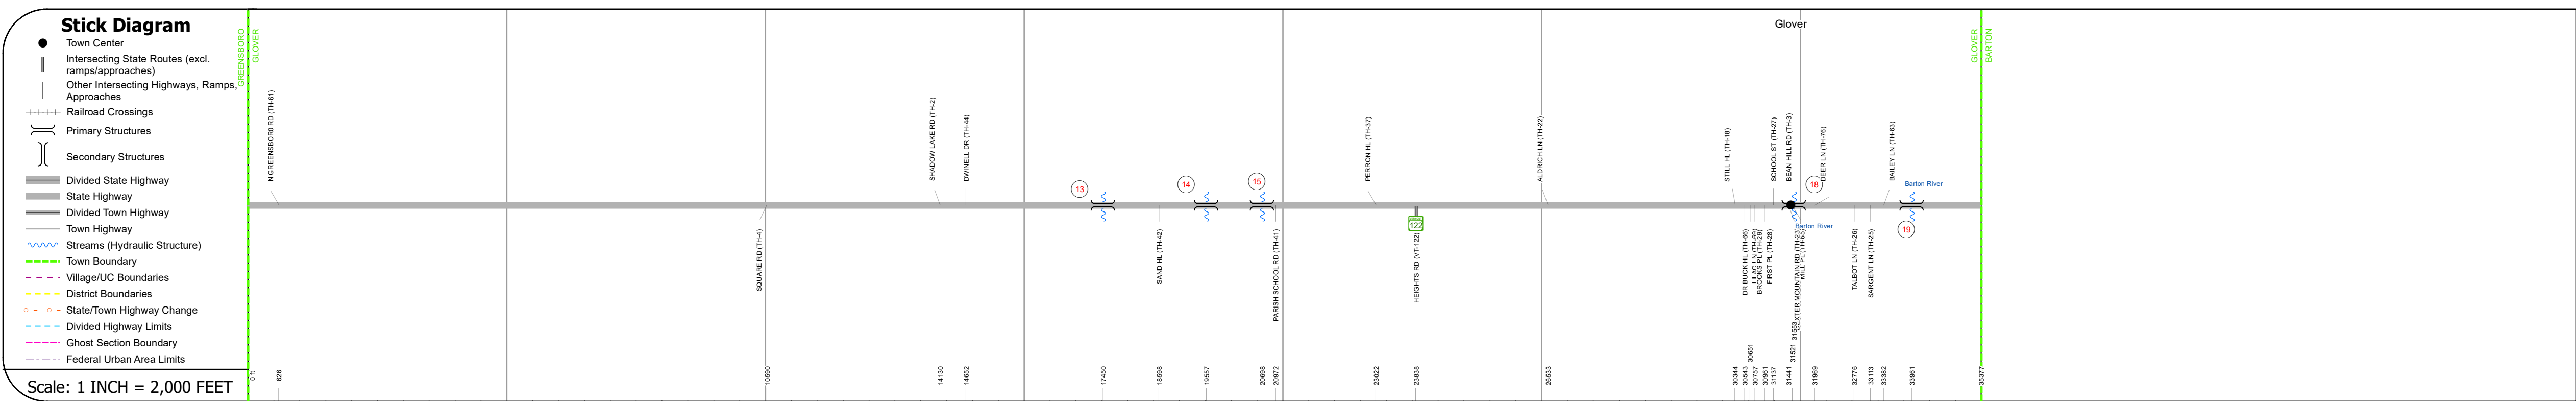 Stick Diagram
Town Center
Intersecting State Routes (excl.
ramps/approaches)
Other Intersecting Highways, Ramps,
Approaches
Railroad Crossings
Primary Structures
Secondary Structures
Divided State Highway
State Highway
Divided Town Highway
Town Highway
Streams (Hydraulic Structure)
Town Boundary
Village/UC Boundaries
District Boundaries
State/Town Highway Change
Divided Highway Limits
Ghost Section Boundary
Federal Urban Area Limits
Scale: 1 INCH = 2,000 FEET
GREENSBORO
GLOVER
Glover
GLOVER
BARTON
N GREENSBORO RD (TH-61)
SQUARE RD (TH-4)
SHADOW LAKE RD (TH-2)
DWINELL DR (TH-44)
13
SAND HL (TH-42)
14
15
PARISH SCHOOL RD (TH-41)
PERRON HL (TH-37)
122
HEIGHTS RD (VT-122)
ALDRICH LN (TH-22)
STILL HL (TH-18)
DR BUCK HL (TH-66)
BROOKS PL (TH-29)
FIRST PL (TH-28)
SCHOOL ST (TH-27)
BEAN HILL RD (TH-3)
MOUNTAIN RD (TH-23)
18
Barton River
DEER LN (TH-76)
TALBOT LN (TH-26)
SARGENT LN (TH-25)
BAILEY LN (TH-63)
Barton River
19
0 ft
626
10590
14130
14652
17450
18598
19557
20698
20972
23022
23838
26533
30344
30543
30651
30757
30961
31137
31441
31521
31553
31969
32776
33113
33382
33961
35377